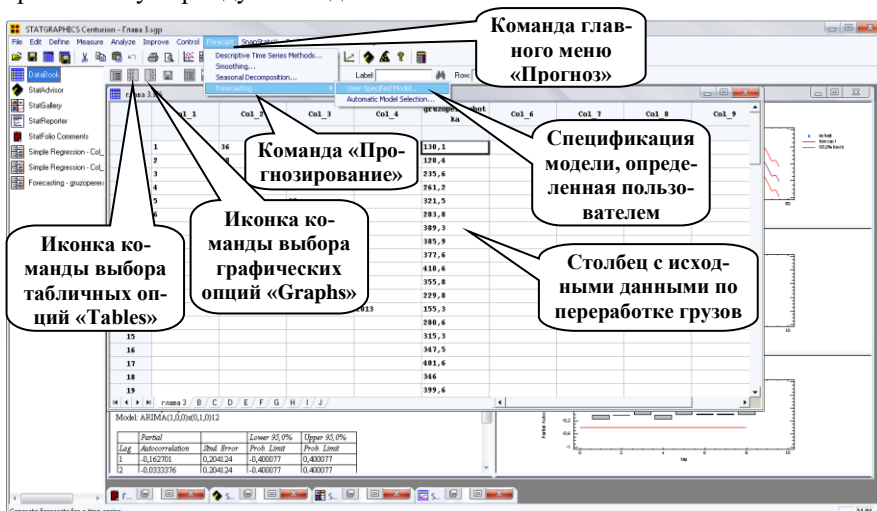 STATGRAPHICS Centurion - Глава 3.sgp
File Edit Define Measure Analyze Improve Control Forecast SnapStats!!
Команда глав-
ного меню
«Прогноз»
Descriptive Time Series Methods...
Smoothing...
Seasonal Decomposition...
Forecasting
User-Specified Model...
Automatic Model Selection...
Label:
Row:
DataBook
StatAdvisor
StatGallery
StatReporter
StatFolio Comments
Simple Regression - Col_
Simple Regression - Col_
Forecasting - gruzoperer
Col_1 Col_2 Col_3 Col_4 Col_6 Col_7 Col_8 Col_9
ka
1 36 130,1
2 128,4
3 235,6
4 261,2
5 321,5
6 283,8
389,3
385,9
377,6
418,6
355,8
229,8
2013 155,3
280,6
15 315,3
16 347,5
17 401,6
18 346
19 399,6
Команда «Про-
гнозирование»
Спецификация
модели, опреде-
ленная пользо-
вателем
Иконка ко-
манды выбора
табличных оп-
ций «Tables»
Иконка ко-
манды выбора
графических
опций «Graphs»
Столбец с исход-
ными данными по
переработке грузов
глава 3 / B / C / D / E / F / G / H / I / J /
Model: ARIMA(1,0,0)x(0,1,0)12
Partial Lower 95,0% Upper 95,0%
Lag Autocorrelation Stnd. Error Prob. Limit Prob. Limit
1 -0,162701 0,204124 -0,400077 0,400077
2 -0,0333376 0,204124 -0,400077 0,400077